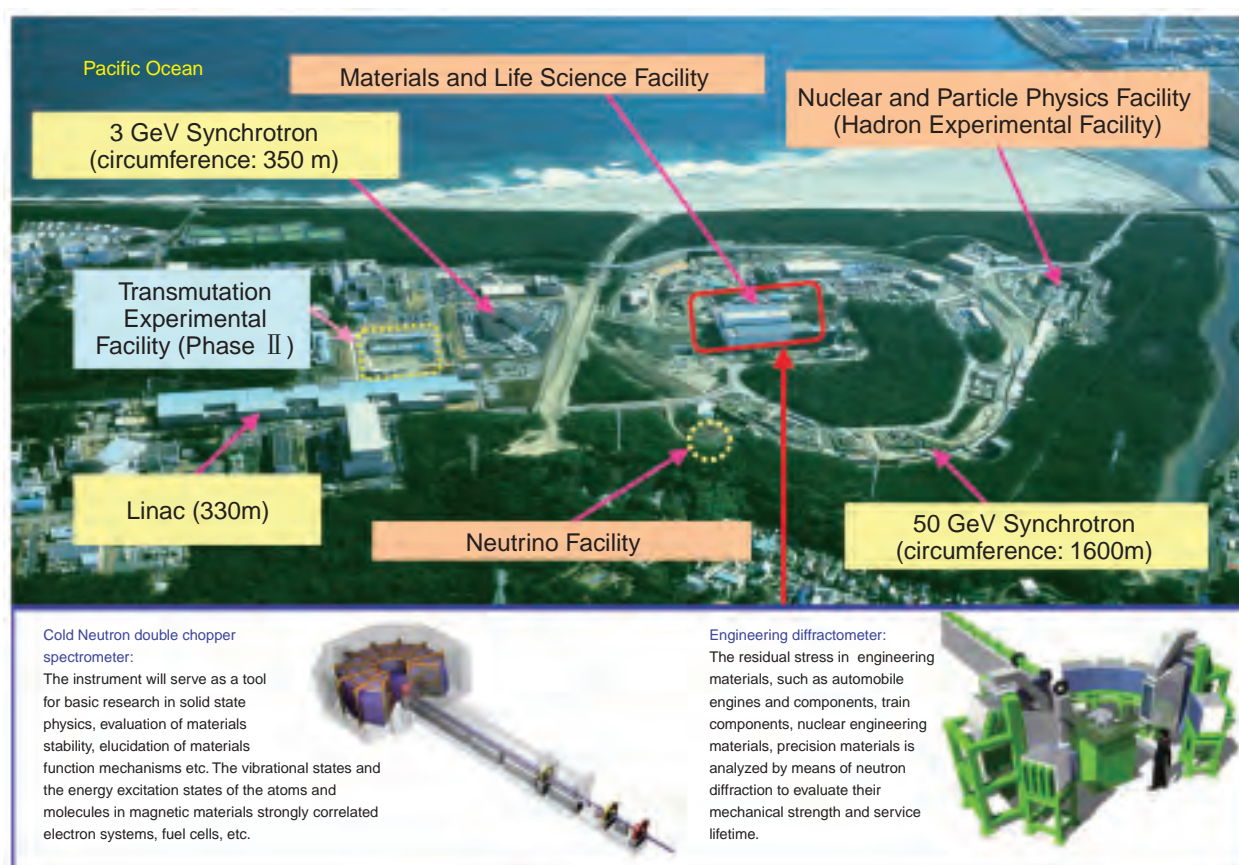 Pacific Ocean
Materials and Life Science Facility
Nuclear and Particle Physics Facility
(Hadron Experimental Facility)
3 GeV Synchrotron
(circumference: 350 m)
Transmutation
Experimental
Facility (Phase Ⅱ)
Linac (330m)
Neutrino Facility
50 GeV Synchrotron
(circumference: 1600m)
Cold Neutron double chopper
spectrometer:
The instrument will serve as a tool
for basic research in solid state
physics, evaluation of materials
stability, elucidation of materials
function mechanisms etc. The vibrational states and
the energy excitation states of the atoms and
molecules in magnetic materials strongly correlated
electron systems, fuel cells, etc.
Engineering diffractometer:
The residual stress in engineering
materials, such as automobile
engines and components, train
components, nuclear engineering
materials, precision materials is
analyzed by means of neutron
diffraction to evaluate their
mechanical strength and service
lifetime.